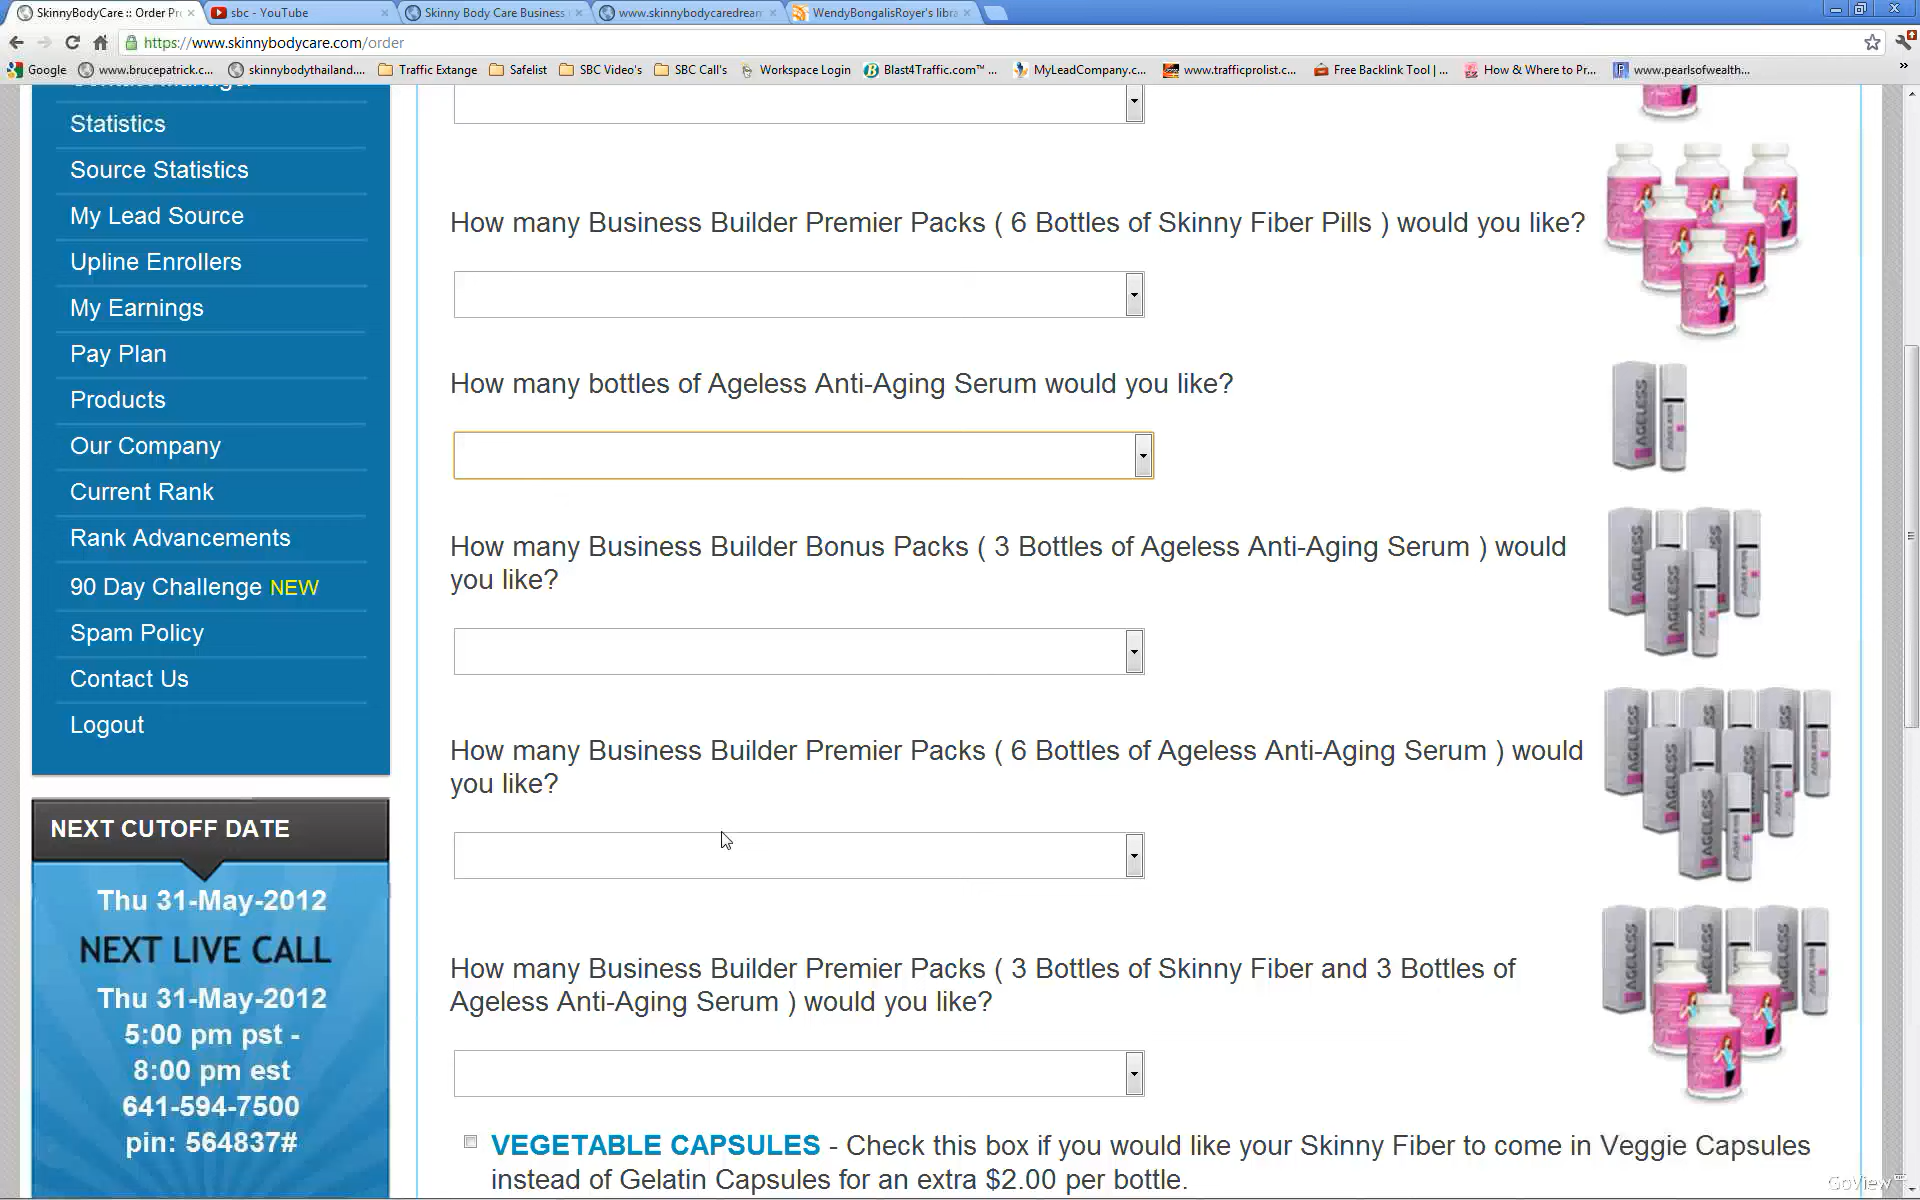 SkinnyBodyCare :: Order Pr
sbc - YouTube
Skinny Body Care Business
www.skinnybodycaredream
WendyBongalisRoyer's libra
https://www.skinnybodycare.com/order
Google
www.brucepatrick.c...
skinnybodythailand....
Traffic Extange
Safelist
SBC Video's
SBC Call's
Workspace Login
Blast4Traffic.com™ ...
MyLeadCompany.c...
www.trafficprolist.c...
Free Backlink Tool | ...
How & Where to Pr...
www.pearlsofwealth...
Statistics
Source Statistics
My Lead Source
Upline Enrollers
My Earnings
Pay Plan
Products
Our Company
Current Rank
Rank Advancements
90 Day Challenge NEW
Spam Policy
Contact Us
Logout
NEXT CUTOFF DATE
Thu 31-May-2012
NEXT LIVE CALL
Thu 31-May-2012
5:00 pm pst -
8:00 pm est
641-594-7500
pin: 564837#
How many Business Builder Premier Packs ( 6 Bottles of Skinny Fiber Pills ) would you like?
How many bottles of Ageless Anti-Aging Serum would you like?
How many Business Builder Bonus Packs ( 3 Bottles of Ageless Anti-Aging Serum ) would
you like?
How many Business Builder Premier Packs ( 6 Bottles of Ageless Anti-Aging Serum ) would
you like?
How many Business Builder Premier Packs ( 3 Bottles of Skinny Fiber and 3 Bottles of
Ageless Anti-Aging Serum ) would you like?
VEGETABLE CAPSULES - Check this box if you would like your Skinny Fiber to come in Veggie Capsules
instead of Gelatin Capsules for an extra $2.00 per bottle.
AGELESS
AGELESS
AGELESS
AGELESS
GoView™